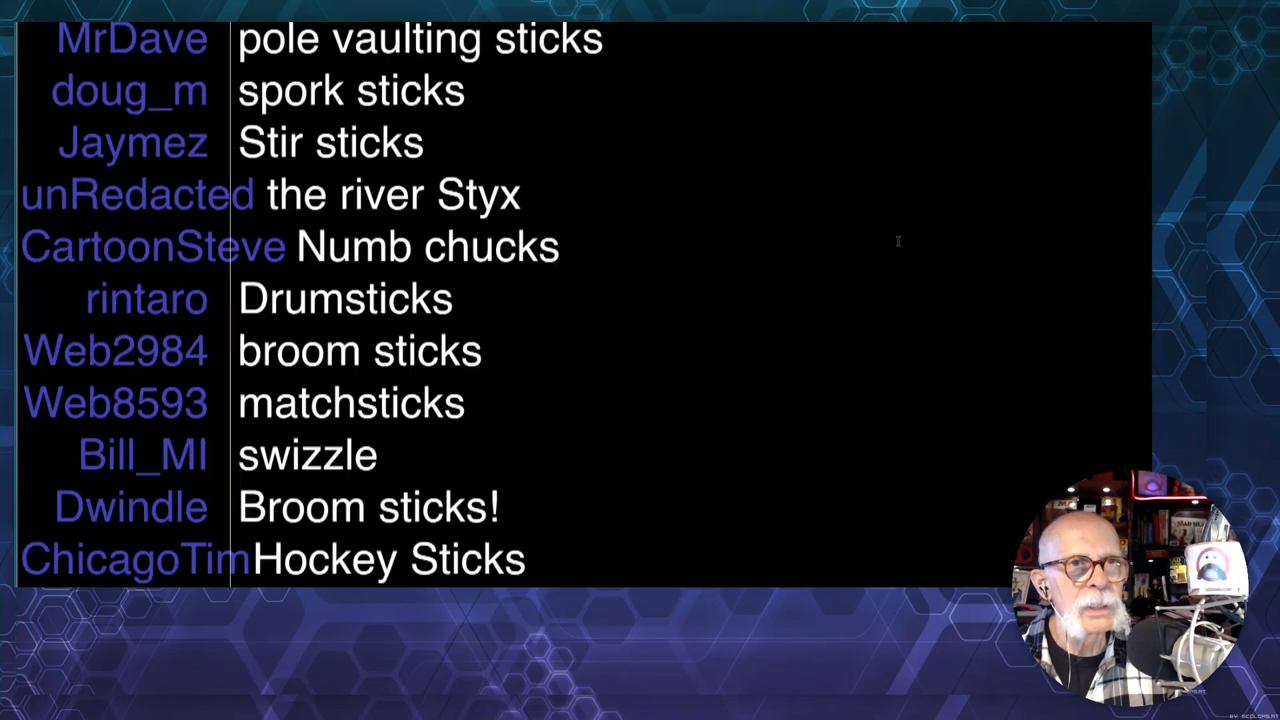 MrDave pole vaulting sticks
doug_m spork sticks
Jaymez Stir sticks
unRedacted the river Styx
CartoonSteve Numb chucks
rintaro Drumsticks
Web2984 broom sticks
Web8593 matchsticks
Bill_MI swizzle
Dwindle Broom sticks!
ChicagoTim Hockey Sticks